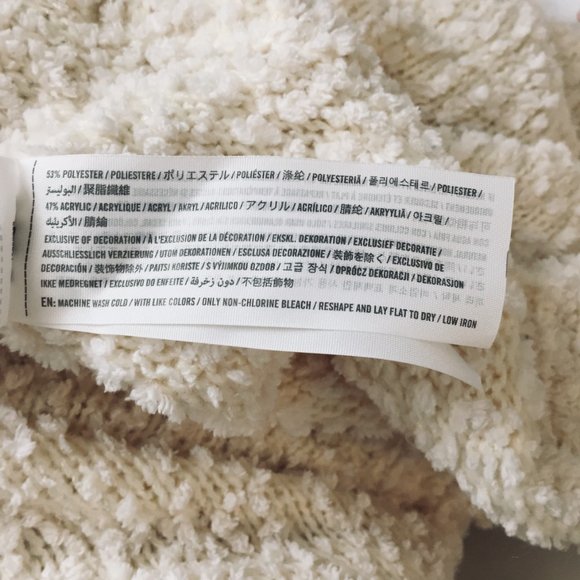 53% POLYESTER / POLIESTERE / ポリエステル / POLIÉSTER / 涤纶 / POLYESTERIÄ / 폴리에스테르 / POLIESTER /
البوليستر / 聚脂纖維
47% ACRYLIC / ACRYLIQUE / ACRYL / AKRYL / ACRILICO / アクリル / ACRÍLICO / 腈纶 / AKRYYLIÄ / 아크릴 /
الأكريليك / 腈綸
EXCLUSIVE OF DECORATION / À L'EXCLUSION DE LA DÉCORATION / EKSKL. DEKORATION / EXCLUSIEF DECORATIE /
AUSSCHLIESSLICH VERZIERUNG / UTOM DEKORATIONEN / ESCLUSA DECORAZIONE / 装飾を除く / EXCLUSIVO DE
DECORACIÓN / 装饰物除外 / PAITSI KORISTE / S VÝJIMKOU OZDOB / 고급 장식 / OPRÓCZ DEKORACJI / DEKORASJON
IKKE MEDREGNET / EXCLUSIVO DO ENFEITE / دون زخرفة / 不包括飾物
EN: MACHINE WASH COLD / WITH LIKE COLORS / ONLY NON-CHLORINE BLEACH / RESHAPE AND LAY FLAT TO DRY / LOW IRON